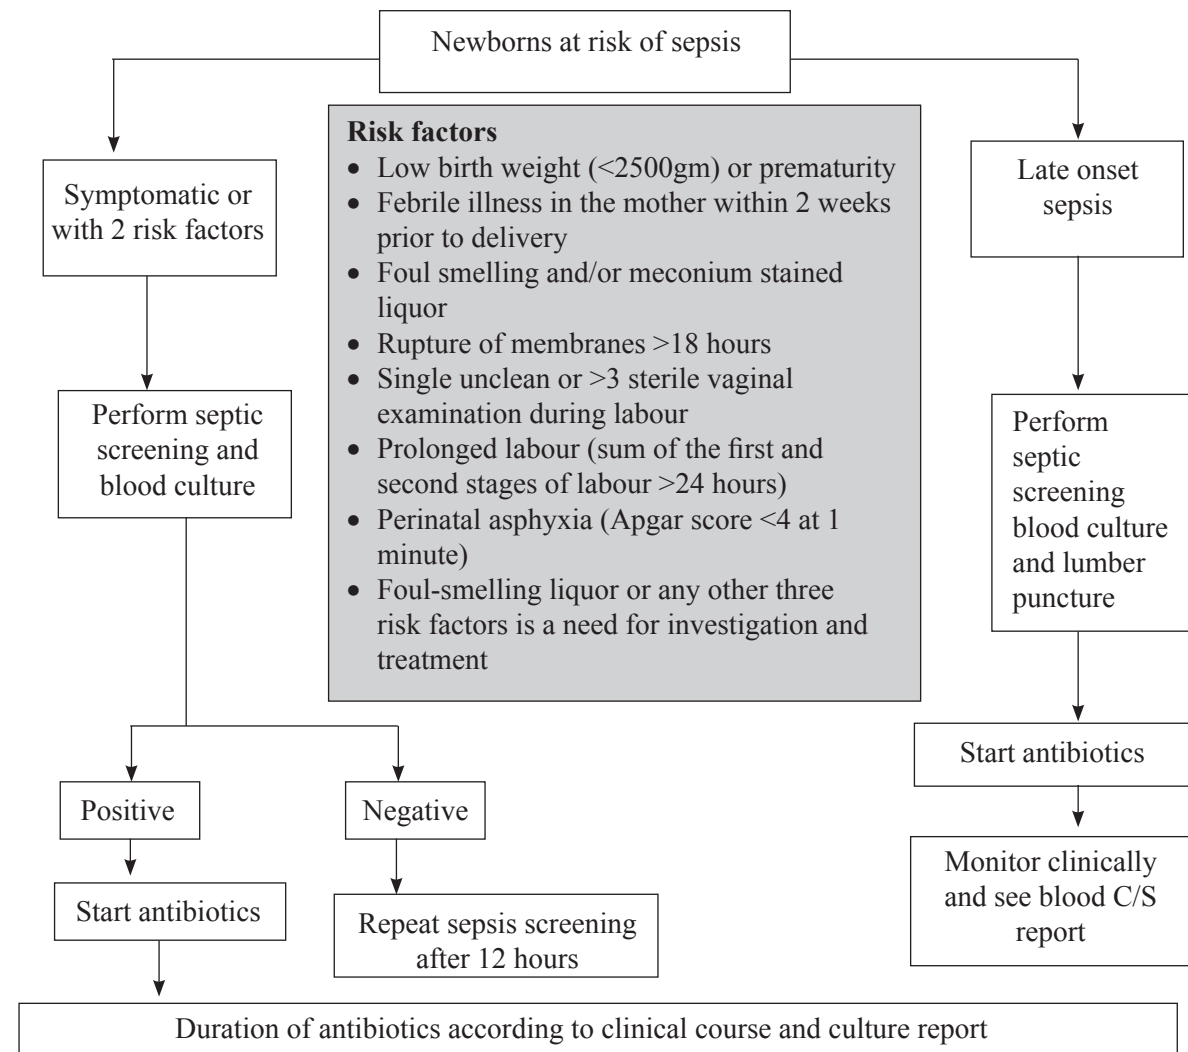 Newborns at risk of sepsis
Symptomatic or
with 2 risk factors
Perform septic
screening and
blood culture
Risk factors
• Low birth weight (<2500gm) or prematurity
• Febrile illness in the mother within 2 weeks
prior to delivery
• Foul smelling and/or meconium stained
liquor
• Rupture of membranes >18 hours
• Single unclean or >3 sterile vaginal
examination during labour
• Prolonged labour (sum of the first and
second stages of labour >24 hours)
• Perinatal asphyxia (Apgar score <4 at 1
minute)
• Foul-smelling liquor or any other three
risk factors is a need for investigation and
treatment
Late onset
sepsis
Perform
septic
screening
blood culture
and lumber
puncture
Start antibiotics
Monitor clinically
and see blood C/S
report
Positive
Negative
Start antibiotics
Repeat sepsis screening
after 12 hours
Duration of antibiotics according to clinical course and culture report